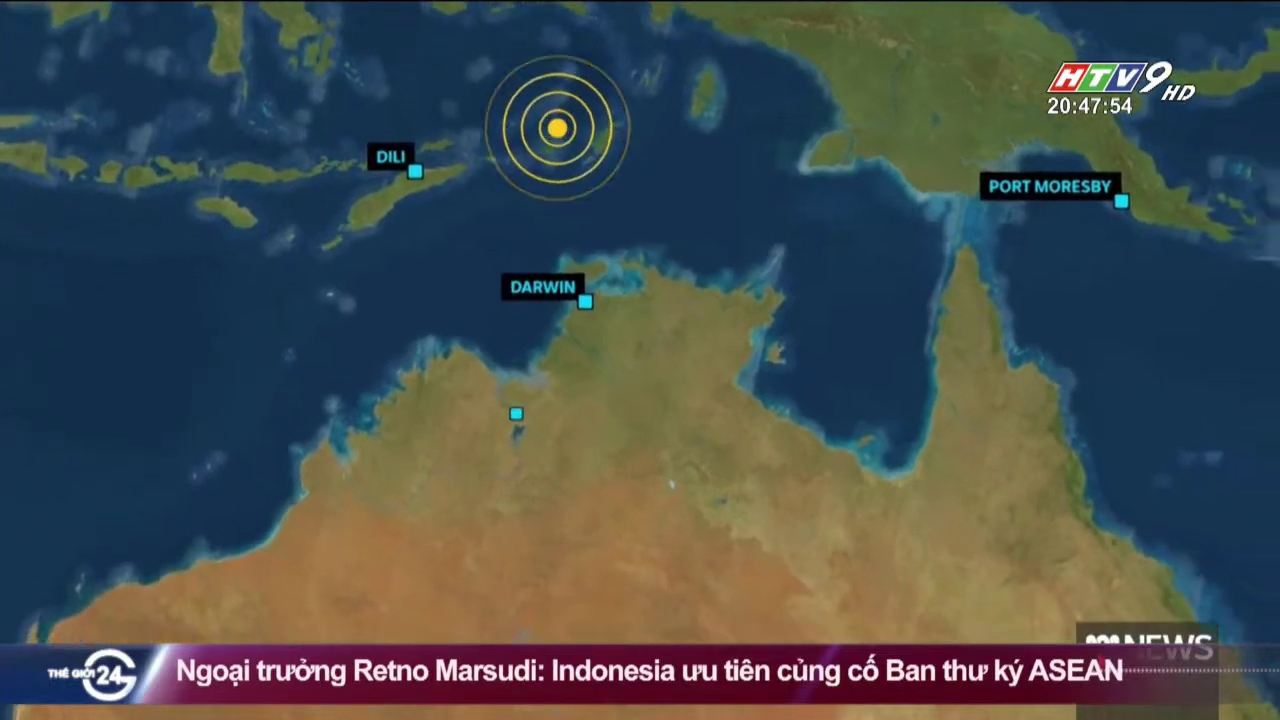 HTV9 HD
20:47:54
DILI
PORT MORESBY
DARWIN
NEWS
THẾ GIỚI 24G
Ngoại trưởng Retno Marsudi: Indonesia ưu tiên củng cố Ban thư ký ASEAN